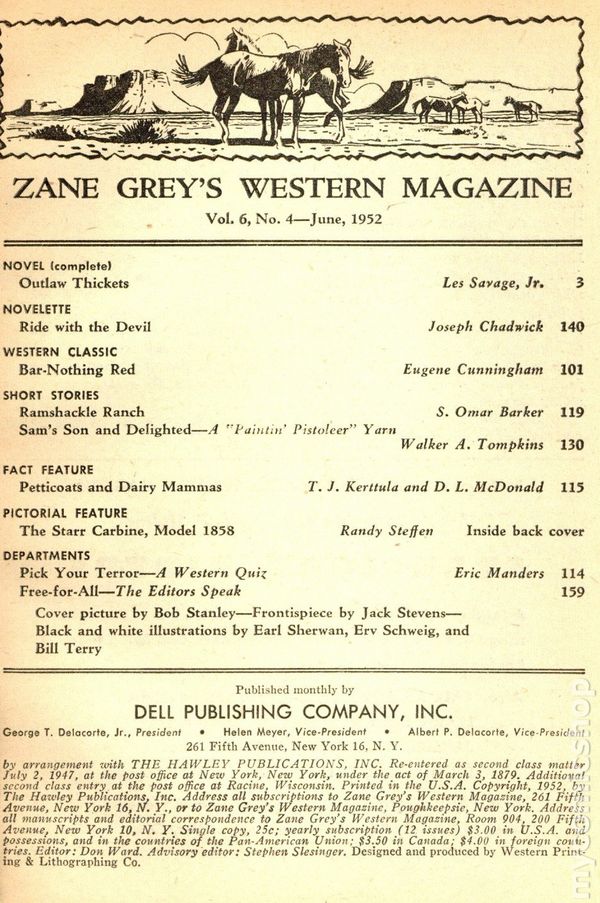 ZANE GREY'S WESTERN MAGAZINE
Vol. 6, No. 4—June, 1952
NOVEL (complete)
Outlaw Thickets Les Savage, Jr. 3
NOVELETTE
Ride with the Devil Joseph Chadwick 140
WESTERN CLASSIC
Bar-Nothing Red Eugene Cunningham 101
SHORT STORIES
Ramshackle Ranch S. Omar Barker 119
Sam's Son and Delighted—A "Paintin' Pistoleer" Yarn
Walker A. Tompkins 130
FACT FEATURE
Petticoats and Dairy Mammas T. J. Kerttula and D. L. McDonald 115
PICTORIAL FEATURE
The Starr Carbine, Model 1858 Randy Steffen Inside back cover
DEPARTMENTS
Pick Your Terror—A Western Quiz Eric Manders 114
Free-for-All—The Editors Speak 159
Cover picture by Bob Stanley—Frontispiece by Jack Stevens—
Black and white illustrations by Earl Sherwan, Erv Schweig, and
Bill Terry
Published monthly by
DELL PUBLISHING COMPANY, INC.
George T. Delacorte, Jr., President • Helen Meyer, Vice-President • Albert P. Delacorte, Vice-President
261 Fifth Avenue, New York 16, N. Y.
by arrangement with THE HAWLEY PUBLICATIONS, INC. Re-entered as second class matter
July 2, 1947, at the post office at New York, New York, under the act of March 3, 1879. Additional
second class entry at the post office at Racine, Wisconsin. Printed in the U.S.A. Copyright, 1952, by
The Hawley Publications, Inc. Address all subscriptions to Zane Grey's Western Magazine, 261 Fifth
Avenue, New York 16, N. Y., or to Zane Grey's Western Magazine, Poughkeepsie, New York. Address
all manuscripts and editorial correspondence to Zane Grey's Western Magazine, Room 904, 200 Fifth
Avenue, New York 10, N. Y. Single copy, 25c; yearly subscription (12 issues) $3.00 in U.S.A. and
possessions, and in the countries of the Pan-American Union; $3.50 in Canada; $4.00 in foreign coun-
tries. Editor: Don Ward. Advisory editor: Stephen Slesinger. Designed and produced by Western Print-
ing & Lithographing Co.
mycomicshop